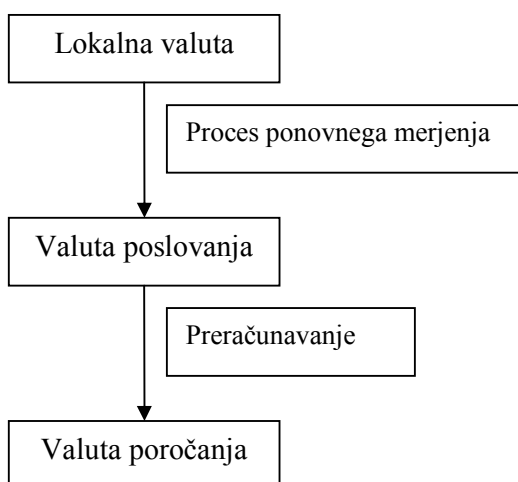 Lokalna valuta
Proces ponovnega merjenja
Valuta poslovanja
Preračunavanje
Valuta poročanja